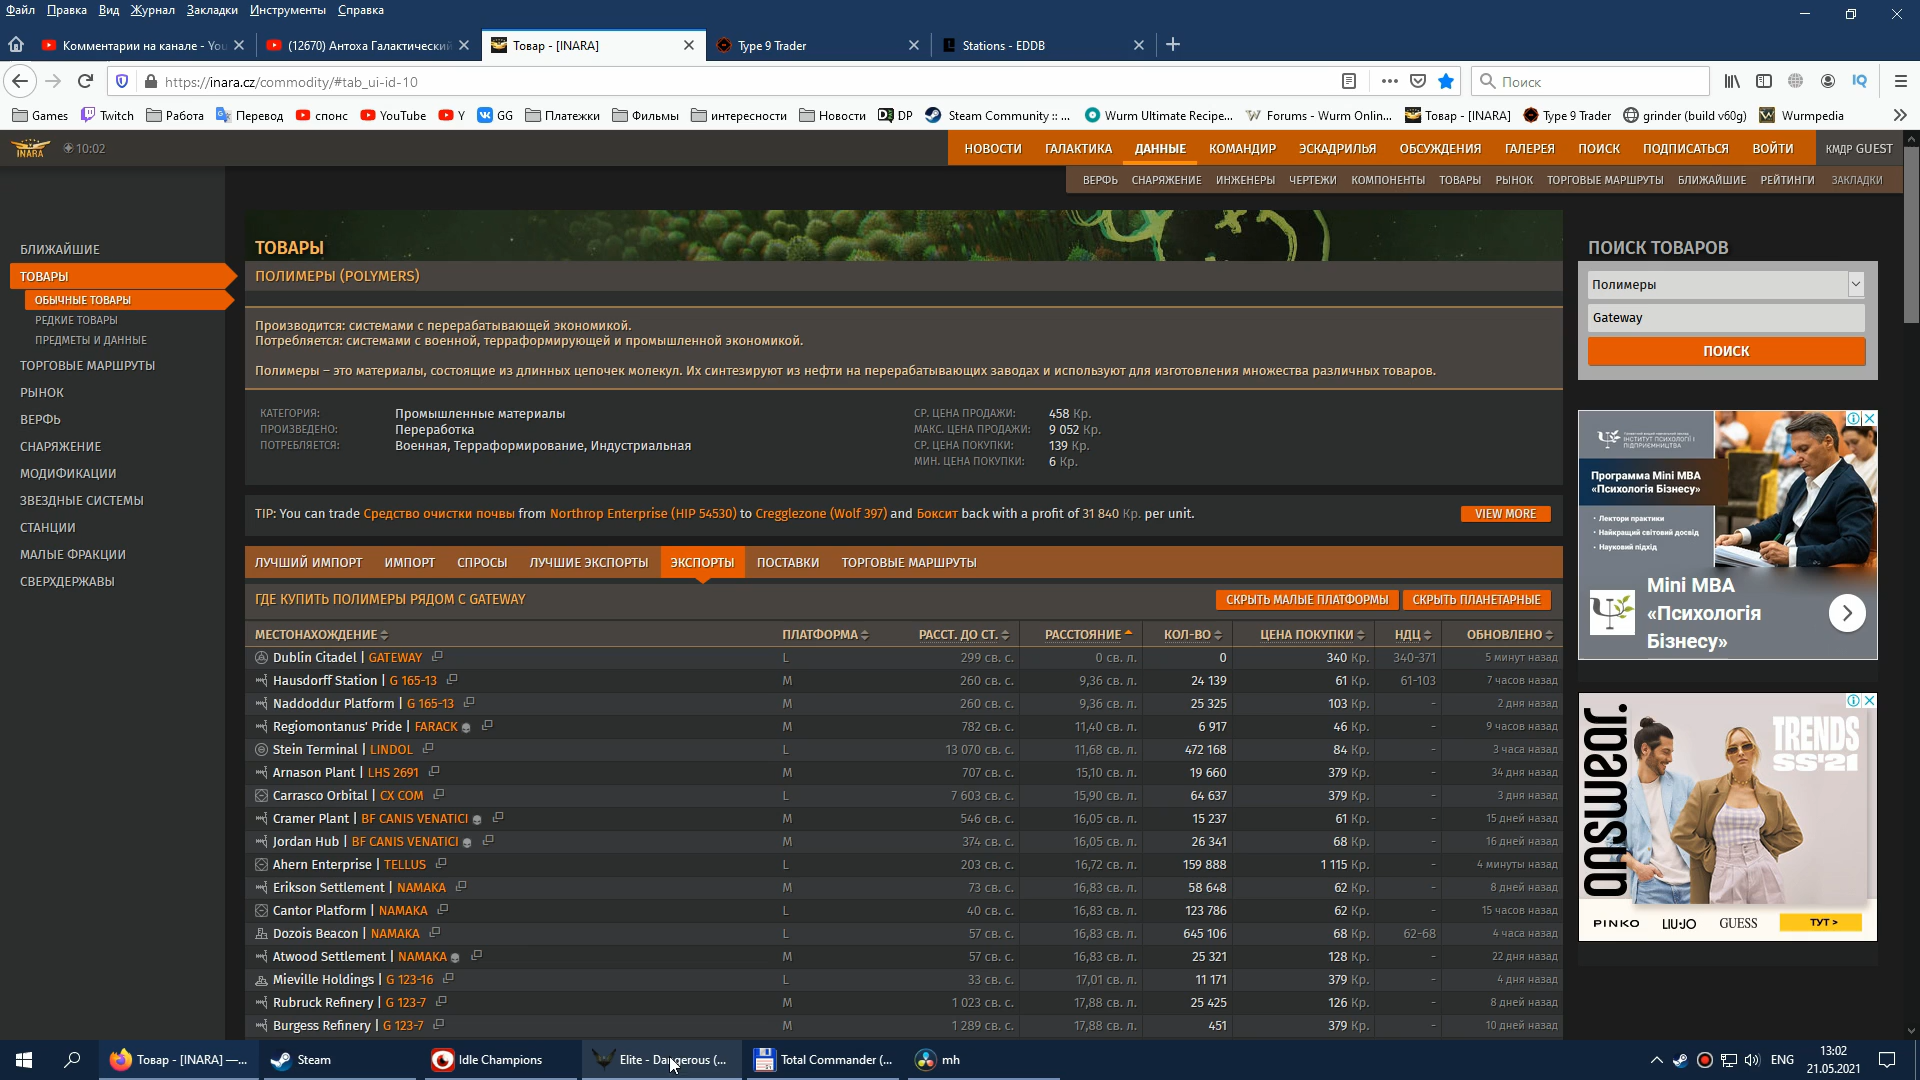 Файл Правка Вид Журнал Закладки Инструменты Справка
Комментарии на канале - You
(12670) Антоха Галактический
Товар - [INARA]
Type 9 Trader
Stations - EDDB
https://inara.cz/commodity/#tab_ui-id-10
Поиск
Games Twitch Работа Перевод спонс YouTube Y GG Платежки Фильмы интересности Новости DP Steam Community :: ... Wurm Ultimate Recipe... Forums - Wurm Onlin... Товар - [INARA] Type 9 Trader grinder (build v60g) Wurmpedia
INARA 10:02
НОВОСТИ ГАЛАКТИКА ДАННЫЕ КОМАНДИР ЭСКАДРИЛЬЯ ОБСУЖДЕНИЯ ГАЛЕРЕЯ ПОИСК ПОДПИСАТЬСЯ ВОЙТИ КМДР GUEST
ВЕРФЬ СНАРЯЖЕНИЕ ИНЖЕНЕРЫ ЧЕРТЕЖИ КОМПОНЕНТЫ ТОВАРЫ РЫНОК ТОРГОВЫЕ МАРШРУТЫ БЛИЖАЙШИЕ РЕЙТИНГИ ЗАКЛАДКИ
БЛИЖАЙШИЕ
ТОВАРЫ
ОБЫЧНЫЕ ТОВАРЫ
РЕДКИЕ ТОВАРЫ
ПРЕДМЕТЫ И ДАННЫЕ
ТОРГОВЫЕ МАРШРУТЫ
РЫНОК
ВЕРФЬ
СНАРЯЖЕНИЕ
МОДИФИКАЦИИ
ЗВЕЗДНЫЕ СИСТЕМЫ
СТАНЦИИ
МАЛЫЕ ФРАКЦИИ
СВЕРХДЕРЖАВЫ
ТОВАРЫ
ПОЛИМЕРЫ (POLYMERS)
Производится: системами с перерабатывающей экономикой.
Потребляется: системами с военной, терраформирующей и промышленной экономикой.
Полимеры – это материалы, состоящие из длинных цепочек молекул. Их синтезируют из нефти на перерабатывающих заводах и используют для изготовления множества различных товаров.
КАТЕГОРИЯ: Промышленные материалы
ПРОИЗВЕДЕНО: Переработка
ПОТРЕБЛЯЕТСЯ: Военная, Терраформирование, Индустриальная
СР. ЦЕНА ПРОДАЖИ: 458 Кр.
МАКС. ЦЕНА ПРОДАЖИ: 9 052 Кр.
СР. ЦЕНА ПОКУПКИ: 139 Кр.
МИН. ЦЕНА ПОКУПКИ: 6 Кр.
TIP: You can trade Средство очистки почвы from Northrop Enterprise (HIP 54530) to Cregglezone (Wolf 397) and Боксит back with a profit of 31 840 Кр. per unit.
VIEW MORE
ЛУЧШИЙ ИМПОРТ ИМПОРТ СПРОСЫ ЛУЧШИЕ ЭКСПОРТЫ ЭКСПОРТЫ ПОСТАВКИ ТОРГОВЫЕ МАРШРУТЫ
ГДЕ КУПИТЬ ПОЛИМЕРЫ РЯДОМ С GATEWAY
СКРЫТЬ МАЛЫЕ ПЛАТФОРМЫ СКРЫТЬ ПЛАНЕТАРНЫЕ
МЕСТОНАХОЖДЕНИЕ ПЛАТФОРМА РАССТ. ДО СТ. РАССТОЯНИЕ КОЛ-ВО ЦЕНА ПОКУПКИ НДЦ ОБНОВЛЕНО
Dublin Citadel | GATEWAY L 299 св. с. 0 св. л. 0 340 Кр. 340-371 5 минут назад
Hausdorff Station | G 165-13 M 260 св. с. 9,36 св. л. 24 139 61 Кр. 61-103 7 часов назад
Naddoddur Platform | G 165-13 M 260 св. с. 9,36 св. л. 25 325 103 Кр. - 2 дня назад
Regiomontanus' Pride | FARACK M 782 св. с. 11,40 св. л. 6 917 46 Кр. - 9 часов назад
Stein Terminal | LINDOL L 13 070 св. с. 11,68 св. л. 472 168 84 Кр. - 3 часа назад
Arnason Plant | LHS 2691 M 707 св. с. 15,10 св. л. 19 660 379 Кр. - 34 дня назад
Carrasco Orbital | CX COM L 7 603 св. с. 15,90 св. л. 64 637 379 Кр. - 3 дня назад
Cramer Plant | BF CANIS VENATICI M 546 св. с. 16,05 св. л. 15 237 61 Кр. - 15 дней назад
Jordan Hub | BF CANIS VENATICI M 374 св. с. 16,05 св. л. 26 341 68 Кр. - 16 дней назад
Ahern Enterprise | TELLUS L 203 св. с. 16,72 св. л. 159 888 1 115 Кр. - 4 минуты назад
Erikson Settlement | NAMAKA M 73 св. с. 16,83 св. л. 58 648 62 Кр. - 8 дней назад
Cantor Platform | NAMAKA L 40 св. с. 16,83 св. л. 123 786 62 Кр. - 15 часов назад
Dozois Beacon | NAMAKA L 57 св. с. 16,83 св. л. 645 106 68 Кр. 62-68 4 часа назад
Atwood Settlement | NAMAKA M 57 св. с. 16,83 св. л. 25 321 128 Кр. - 22 дня назад
Mieville Holdings | G 123-16 L 33 св. с. 17,01 св. л. 11 171 379 Кр. - 4 дня назад
Rubruck Refinery | G 123-7 M 1 023 св. с. 17,88 св. л. 25 425 126 Кр. - 8 дней назад
Burgess Refinery | G 123-7 M 1 289 св. с. 17,88 св. л. 451 379 Кр. - 10 дней назад
ПОИСК ТОВАРОВ
Полимеры
Gateway
ПОИСК
ІНСТИТУТ ПСИХОЛОГІЇ І
ПІДПРИЄМНИЦТВА
Программа Mini MBA
«Психологія Бізнесу»
· Лектори практики
· Найкращий світовий досвід
· Науковий підхід
Mini MBA
«Психологія
Бізнесу»
Jeansuo
TRENDS
SS'21
PINKO LIU·JO GUESS ТУТ >
Товар - [INARA] —...
Steam
Idle Champions
Elite - Dangerous (...
Total Commander (...
mh
ENG
13:02
21.05.2021